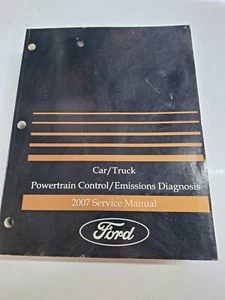 Car/Truck
Powertrain Control/Emissions Diagnosis
2007 Service Manual
Ford